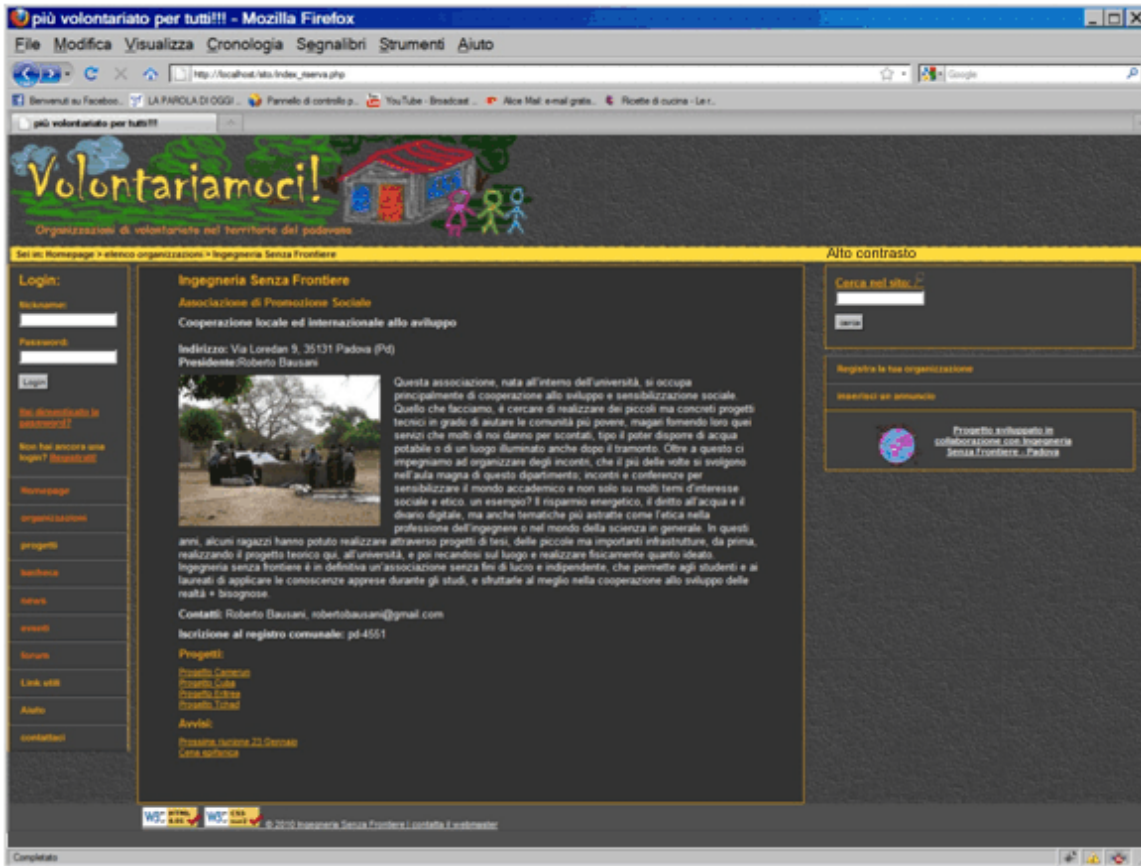 più volontariato per tutti!!! - Mozilla Firefox
File Modifica Visualizza Cronologia Segnalibri Strumenti Aiuto
http://localhost/sito/index_riserva.php
Google
Benvenuti su Faceboo... LA PAROLA DI OGGI ... Pannello di controllo p... YouTube - Broadcast ... Alice Mail: e-mail gratis... Ricette di cucina - Le r...
più volontariato per tutti!!!
Volontariamoci!
Organizzazioni di volontariato nel territorio del padovano
Sei in: Homepage > elenco organizzazioni > Ingegneria Senza Frontiere
Alto contrasto
Login:
Nickname:
Password:
Login
Hai dimenticato la
password?
Non hai ancora una
login? Registrati!
Homepage
organizzazioni
progetti
bacheca
news
eventi
forum
Link utili
Aiuto
contattaci
Ingegneria Senza Frontiere
Associazione di Promozione Sociale
Cooperazione locale ed internazionale allo sviluppo
Indirizzo: Via Loredan 9, 35131 Padova (Pd)
Presidente:Roberto Bausani
Questa associazione, nata all'interno dell'università, si occupa
principalmente di cooperazione allo sviluppo e sensibilizzazione sociale.
Quello che facciamo, é cercare di realizzare dei piccoli ma concreti progetti
tecnici in grado di aiutare le comunità più povere, magari fornendo loro quei
servizi che molti di noi danno per scontati, tipo il poter disporre di acqua
potabile o di un luogo illuminato anche dopo il tramonto. Oltre a questo ci
impegniamo ad organizzare degli incontri, che il più delle volte si svolgono
nell'aula magna di questo dipartimento; incontri e conferenze per
sensibilizzare il mondo accademico e non solo su molti temi d'interesse
sociale e etico. un esempio? Il risparmio energetico, il diritto all'acqua e il
divario digitale, ma anche tematiche più astratte come l'etica nella
professione dell'ingegnere o nel mondo della scienza in generale. In questi
anni, alcuni ragazzi hanno potuto realizzare attraverso progetti di tesi, delle piccole ma importanti infrastrutture, da prima,
realizzando il progetto teorico qui, all'università, e poi recandosi sul luogo e realizzare fisicamente quanto ideato.
Ingegneria senza frontiere é in definitiva un'associazione senza fini di lucro e indipendente, che permette agli studenti e ai
laureati di applicare le conoscenze apprese durante gli studi, e sfruttarle al meglio nella cooperazione allo sviluppo delle
realtà + bisognose.
Contatti: Roberto Bausani, robertobausani@gmail.com
Iscrizione al registro comunale: pd-4551
Progetti:
Progetto Camerun
Progetto Cuba
Progetto Eritrea
Progetto Tchad
Avvisi:
Prossima riunione 23 Gennaio
Cena
Cerca nel sito:
cerca
Registra la tua organizzazione
Inserisci un annuncio
Progetto sviluppato in
collaborazione con Ingegneria
Senza Frontiere - Padova
W3C HTML 4.01 W3C CSS
© 2010 Ingegneria Senza Frontiere | contatta il webmaster
Completato